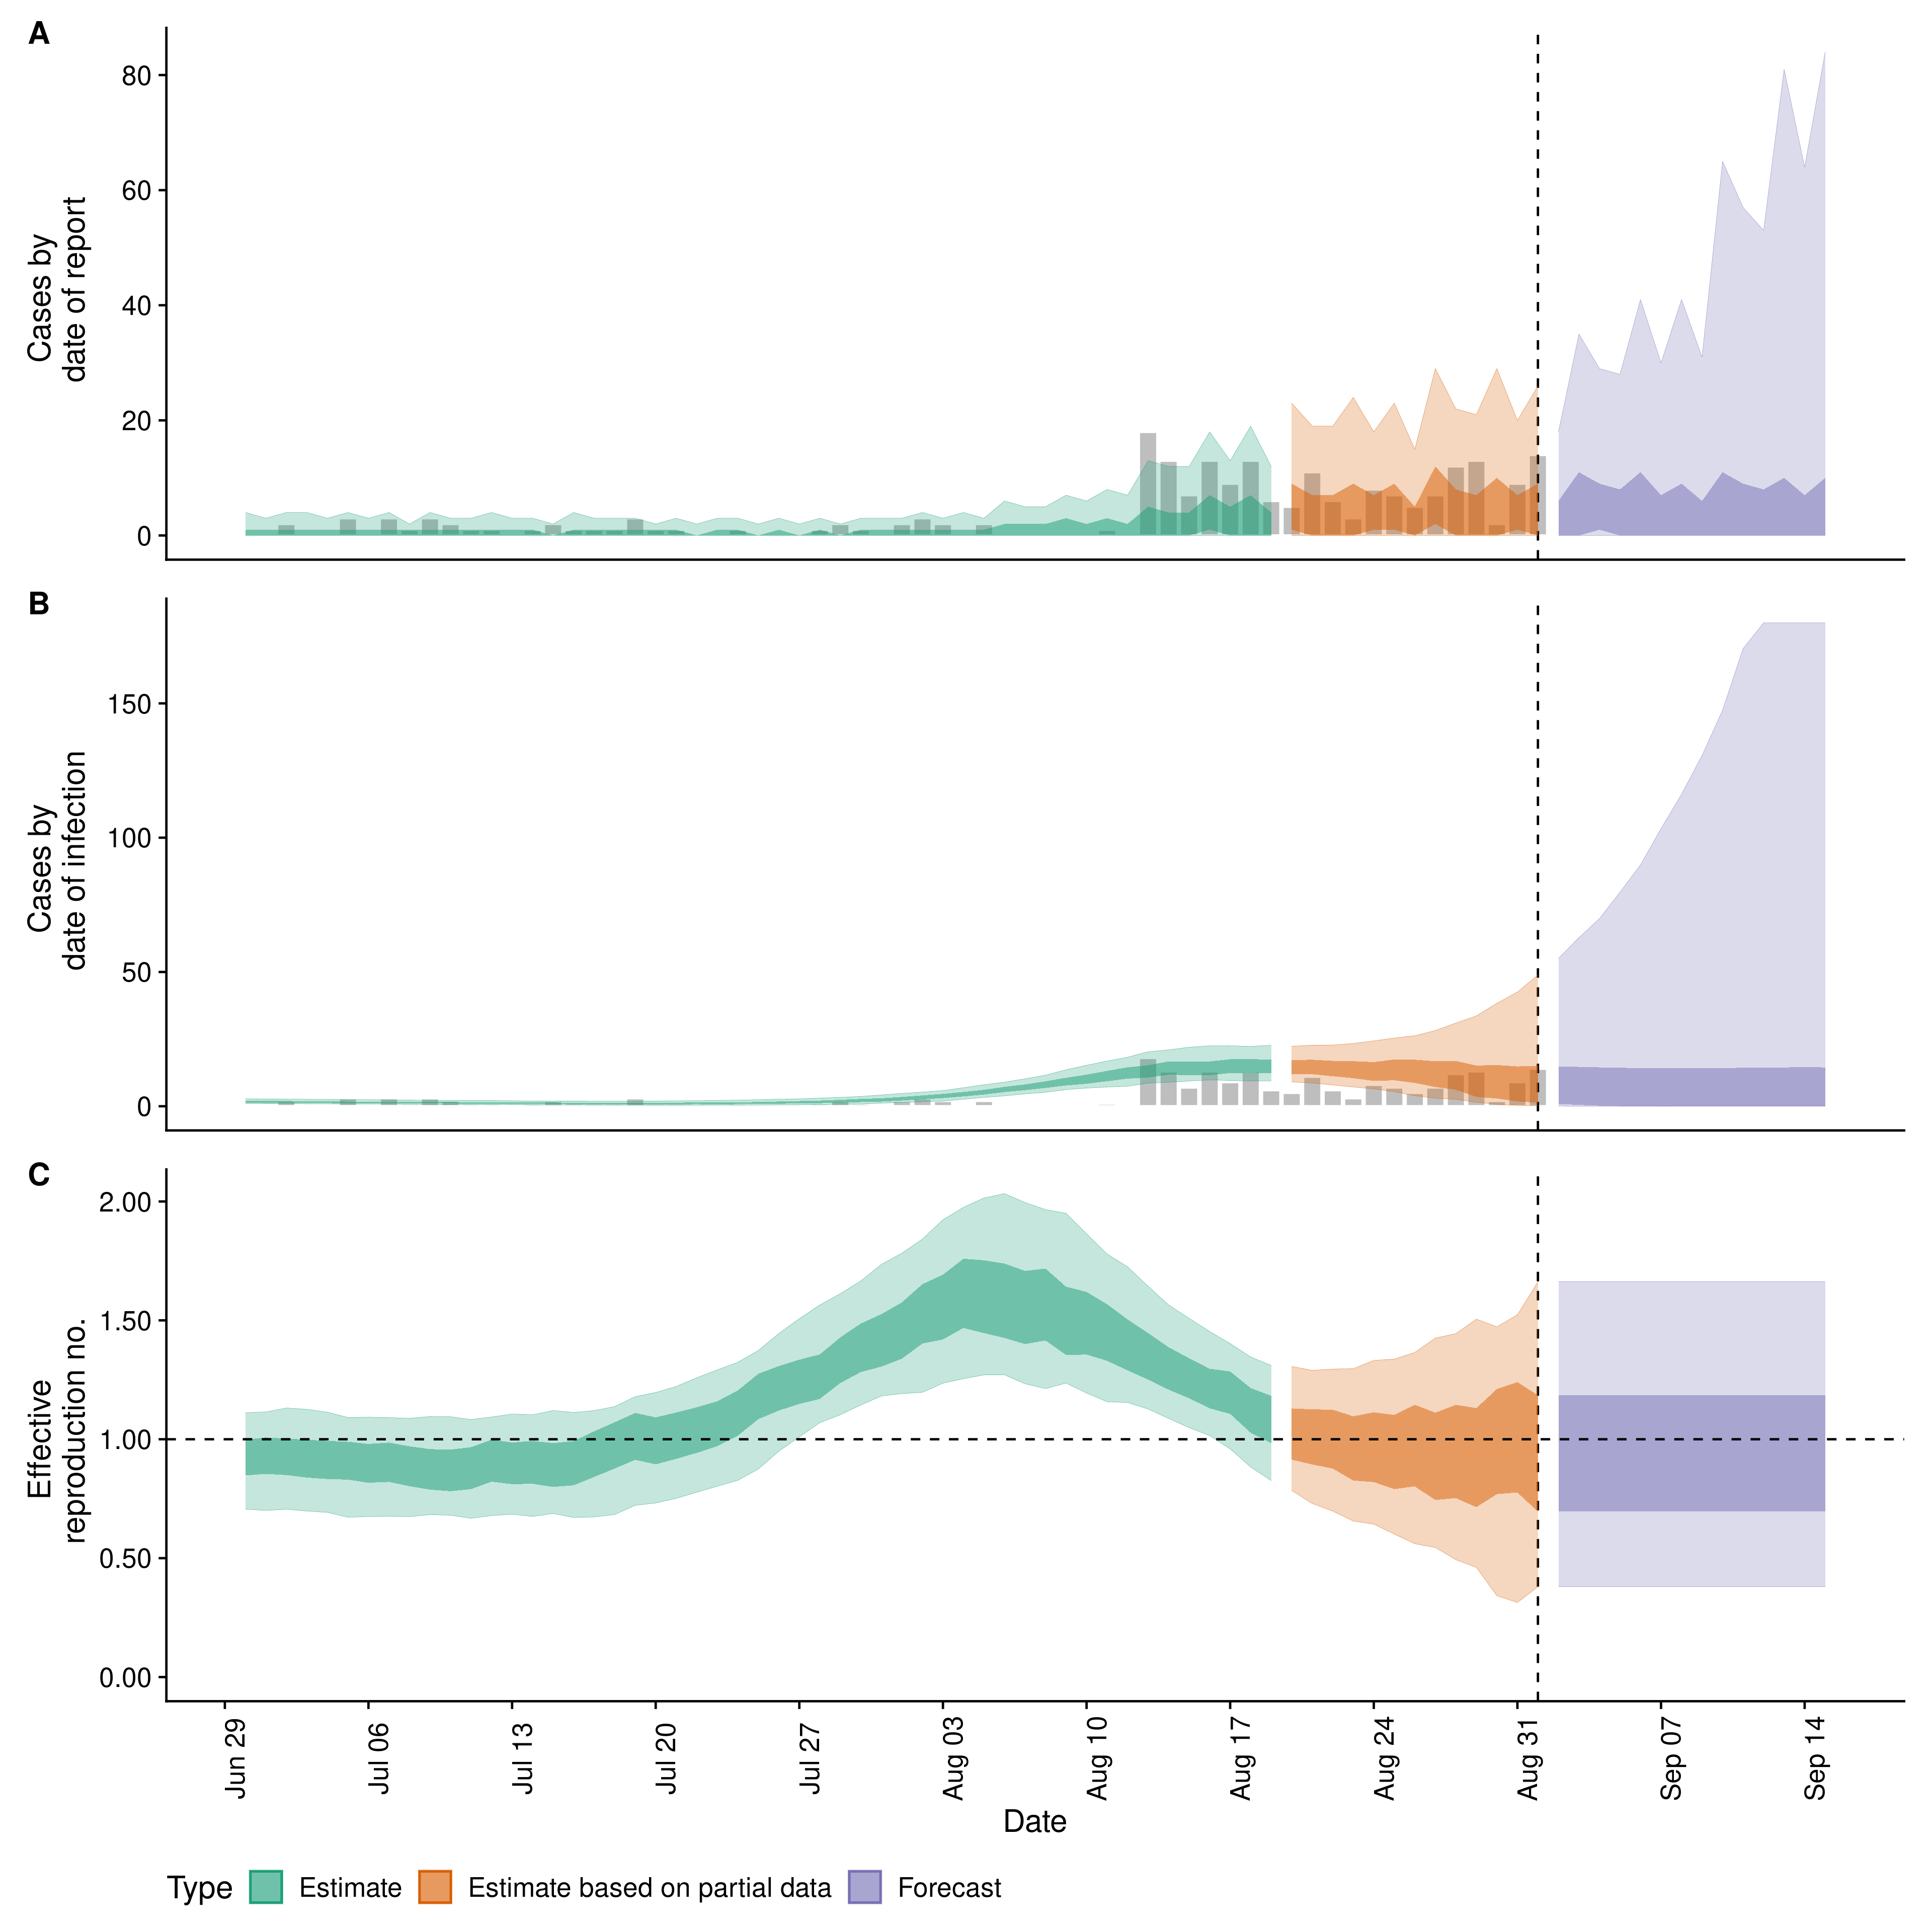 A
80
60
40
20
0
Cases by
date of report
B
150
100
50
0
Cases by
date of infection
C
2.00
1.50
1.00
0.50
0.00
Effective
reproduction no.
Jun 29
Jul 06
Jul 13
Jul 20
Jul 27
Aug 03
Aug 10
Aug 17
Aug 24
Aug 31
Sep 07
Sep 14
Date
Type Estimate Estimate based on partial data Forecast